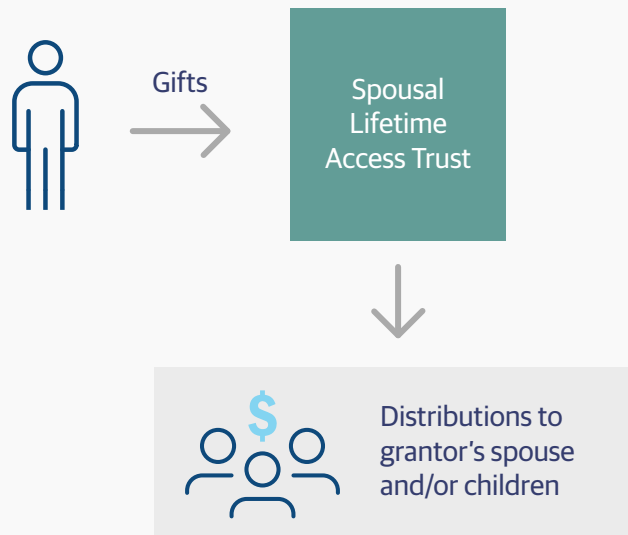 Gifts
Spousal
Lifetime
Access Trust
$
Distributions to
grantor's spouse
and/or children